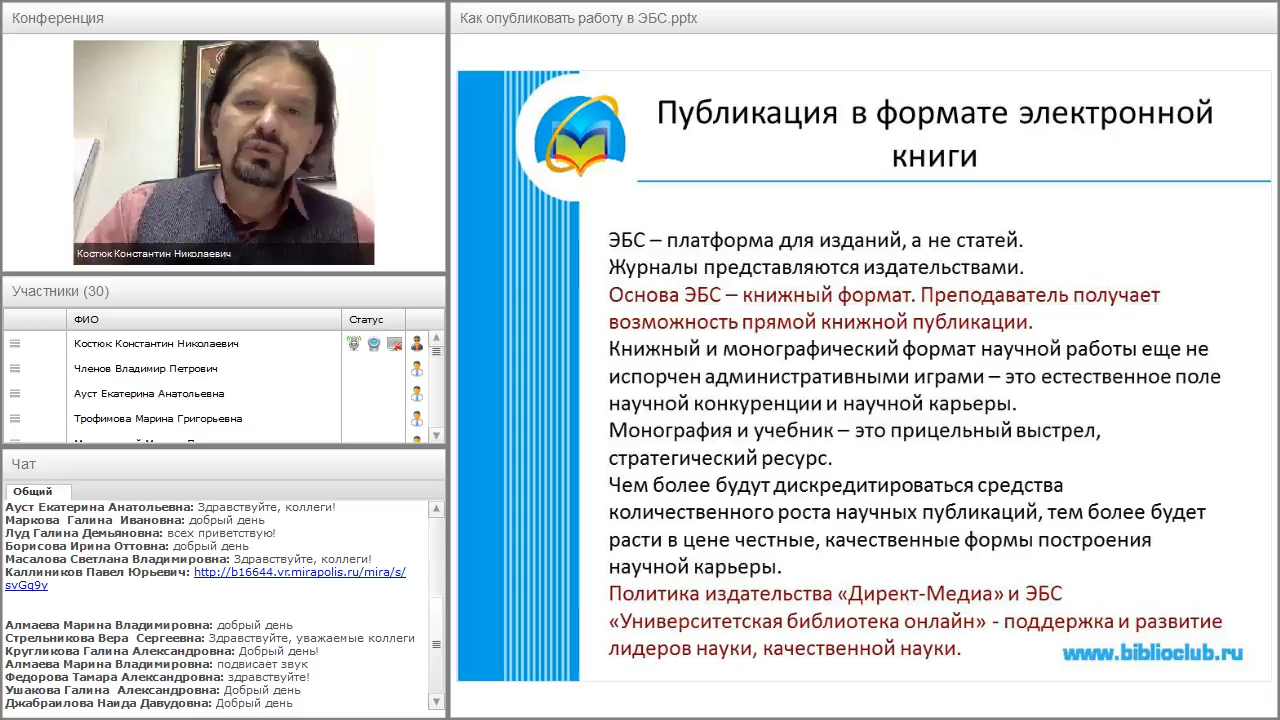 Конференция
Костюк Константин Николаевич
Участники (30)
ФИО
Статус
Костюк Константин Николаевич
Членов Владимир Петрович
Ауст Екатерина Анатольевна
Трофимова Марина Григорьевна
Чат
Общий
Ауст Екатерина Анатольевна: Здравствуйте, коллеги!
Маркова Галина Ивановна: добрый день
Луд Галина Демьяновна: всех приветствую!
Борисова Ирина Оттовна: добрый день
Масалова Светлана Владимировна: Здравствуйте, коллеги!
Каллиников Павел Юрьевич: http://b16644.vr.mirapolis.ru/mira/s/
svGq9y
Алмаева Марина Владимировна: добрый день
Стрельникова Вера Сергеевна: Здравствуйте, уважаемые коллеги
Кругликова Галина Александровна: Добрый день!
Алмаева Марина Владимировна: подвисает звук
Федорова Тамара Александровна: здравствуйте!
Ушакова Галина Александровна: Добрый день
Джабраилова Наида Давудовна: Добрый день
Как опубликовать работу в ЭБС.pptx
Публикация в формате электронной
книги
ЭБС – платформа для изданий, а не статей.
Журналы представляются издательствами.
Основа ЭБС – книжный формат. Преподаватель получает
возможность прямой книжной публикации.
Книжный и монографический формат научной работы еще не
испорчен административными играми – это естественное поле
научной конкуренции и научной карьеры.
Монография и учебник – это прицельный выстрел,
стратегический ресурс.
Чем более будут дискредитироваться средства
количественного роста научных публикаций, тем более будет
расти в цене честные, качественные формы построения
научной карьеры.
Политика издательства «Директ-Медиа» и ЭБС
«Университетская библиотека онлайн» - поддержка и развитие
лидеров науки, качественной науки.
www.biblioclub.ru